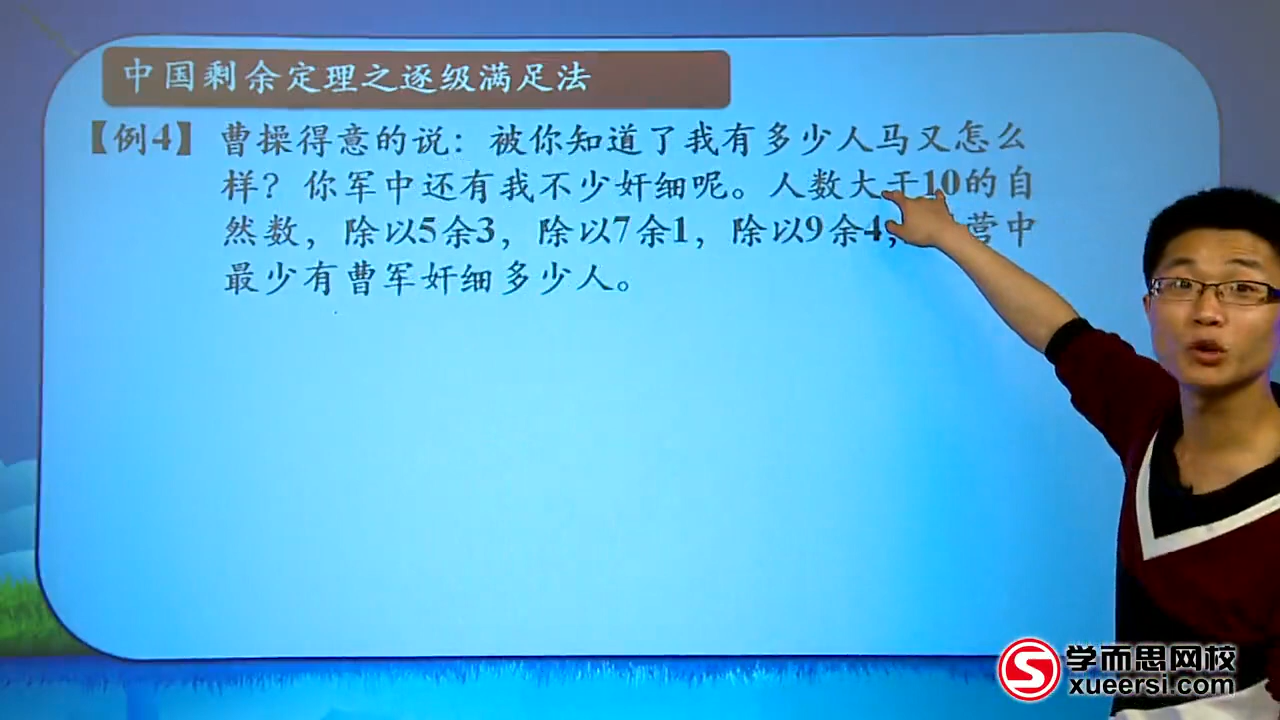 中国剩余定理之逐级满足法
【例4】 曹操得意的说：被你知道了我有多少人马又怎么
样？你军中还有我不少奸细呢。人数大于10的自
然数，除以5余3，除以7余1，除以9余4，营中
最少有曹军奸细多少人。
学而思网校
xueersi.com